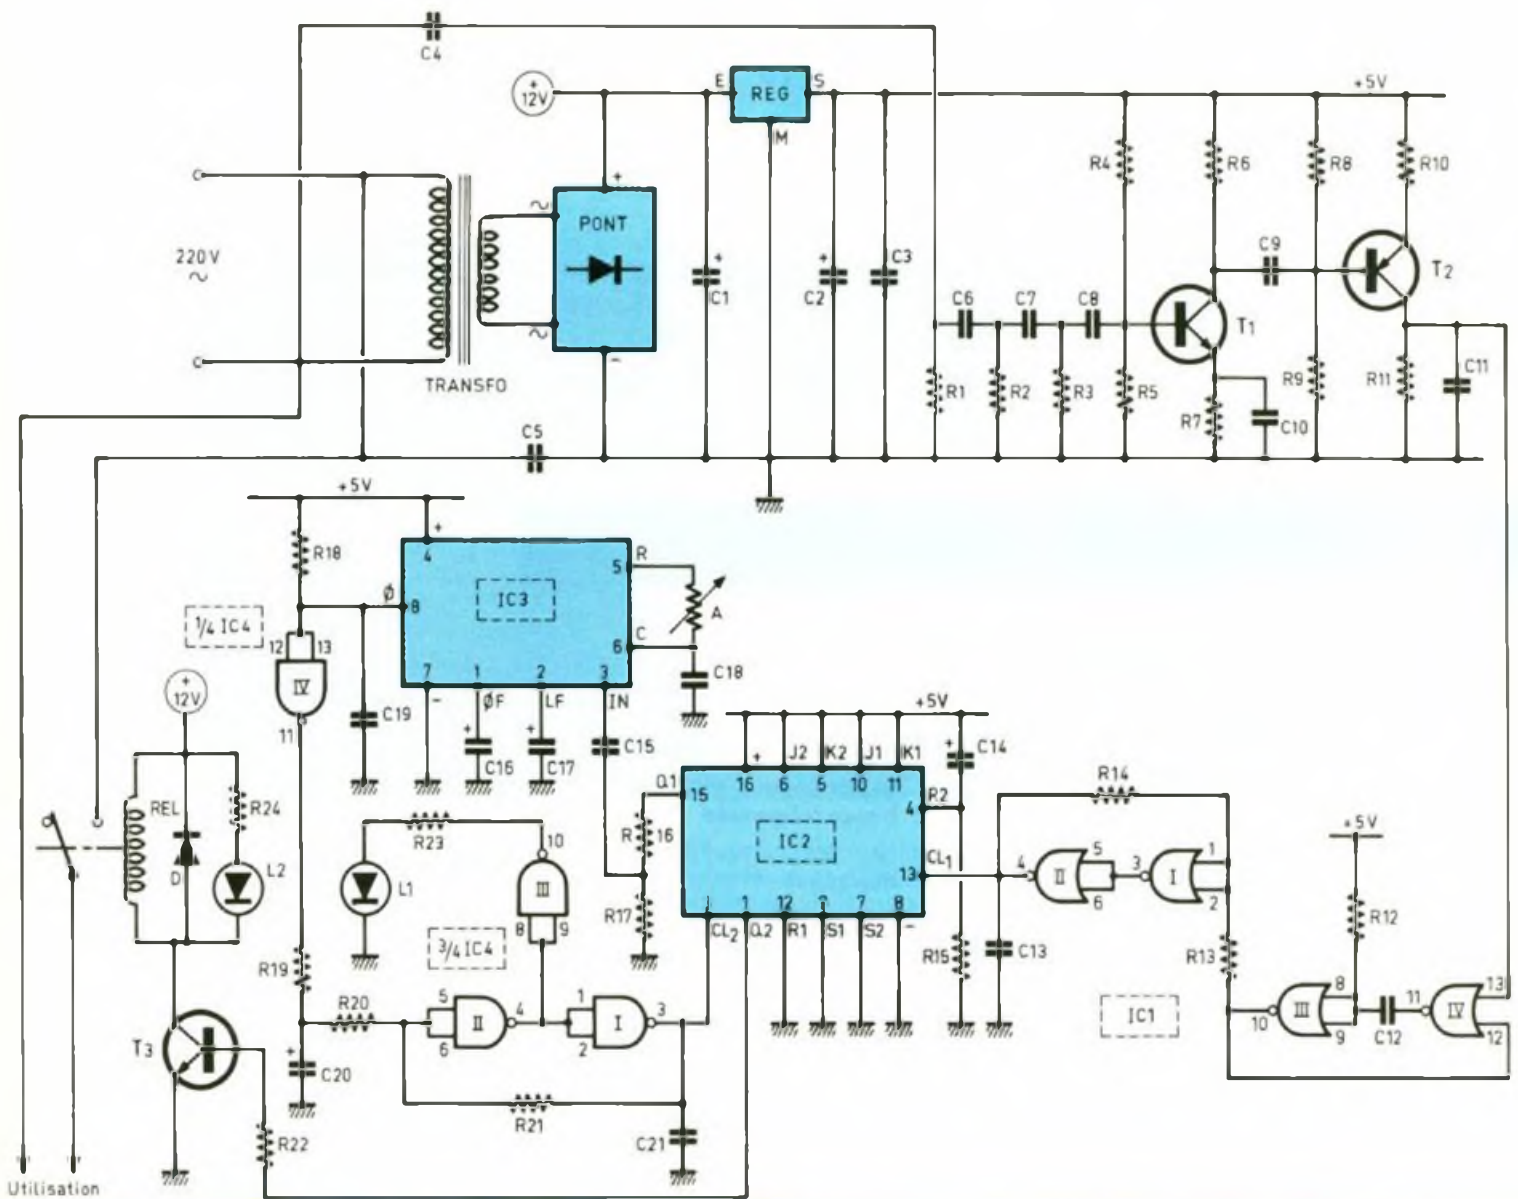 C4
+
12V
E
REG
S
+5V
M
R4
R6
R8
R10
+
PONT
220V
~
~
~
-
TRANSFO
+
C1
+
C2
C3
C6
C7
C8
C9
T1
T2
R1
R2
R3
R5
R7
C10
R9
R11
C11
C5
+5V
R18
+
4
R
5
Ø
8
IC3
A
C
6
1/4 IC4
12
13
IV
11
7
1
2
3
-
ØF
LF
IN
C18
+
12V
C19
+
C16
+
C17
C15
+5V
+
J2
K2
J1
K1
+
C14
Q1
15
16
6
5
10
11
R2
4
R14
REL
D
R24
L2
R23
10
L1
III
8
9
R16
R17
IC2
CL1
13
4
II
5
6
3
I
1
2
+5V
1
12
9
7
8
CL2
Q2
R1
S1
S2
-
R15
C13
R13
R12
3/4 IC4
R19
R20
5
6
II
4
1
2
I
3
IC1
10
III
8
9
C12
11
IV
13
12
T3
+
C20
R21
C21
R22
Utilisation